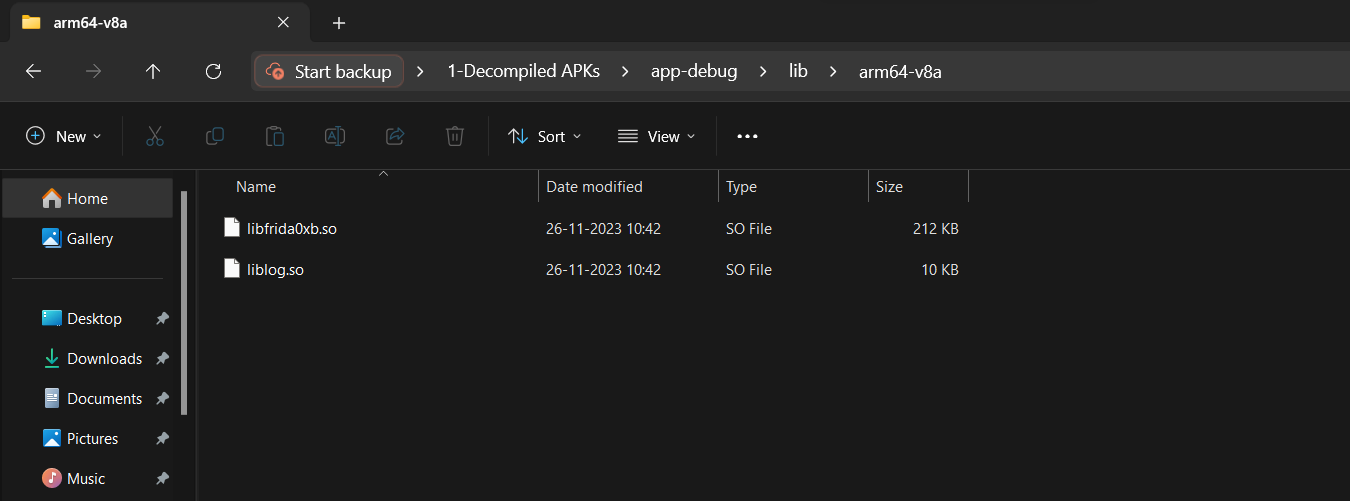 arm64-v8a
Start backup > 1-Decompiled APKs > app-debug > lib > arm64-v8a
New Sort View
Name Date modified Type Size
Home
Gallery
libfrida0xb.so 26-11-2023 10:42 SO File 212 KB
liblog.so 26-11-2023 10:42 SO File 10 KB
Desktop
Downloads
Documents
Pictures
Music